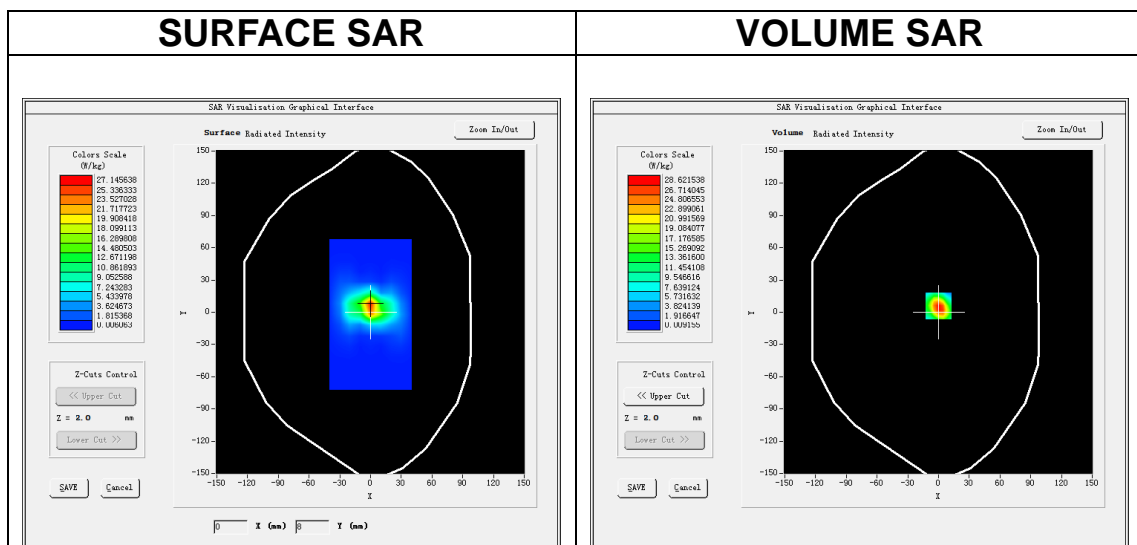 SURFACE SAR
VOLUME SAR
SAR Visualisation Graphical Interface
Surface Radiated Intensity
Zoom In/Out
Colors Scale
(W/kg)
27.145638
25.336333
23.527028
21.717723
19.908418
18.099113
16.289808
14.480503
12.671198
10.861893
9.052588
7.243283
5.433978
3.624673
1.815368
0.006063
Z-Cuts Control
<< Upper Cut
Z = 2.0 mm
Lower Cut >>
SAVE Cancel
150
120
90
60
30
0
-30
-60
-90
-120
-150
Y
-150 -120 -90 -60 -30 0 30 60 90 120 150
X
0 X (mm) 8 Y (mm)
SAR Visualisation Graphical Interface
Volume Radiated Intensity
Zoom In/Out
Colors Scale
(W/kg)
28.621538
26.714045
24.806553
22.899061
20.991569
19.084077
17.176585
15.269092
13.361600
11.454108
9.546616
7.639124
5.731632
3.824139
1.916647
0.009155
Z-Cuts Control
<< Upper Cut
Z = 2.0 mm
Lower Cut >>
SAVE Cancel
150
120
90
60
30
0
-30
-60
-90
-120
-150
Y
-150 -120 -90 -60 -30 0 30 60 90 120 150
X